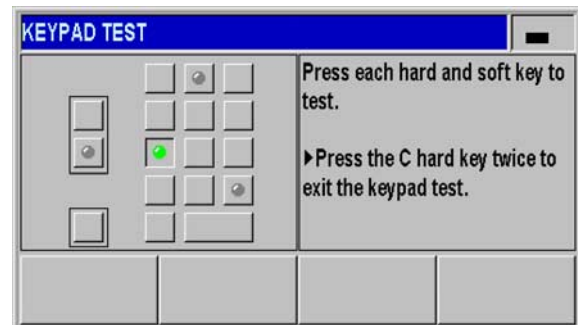 KEYPAD TEST
Press each hard and soft key to
test.
▶Press the C hard key twice to
exit the keypad test.